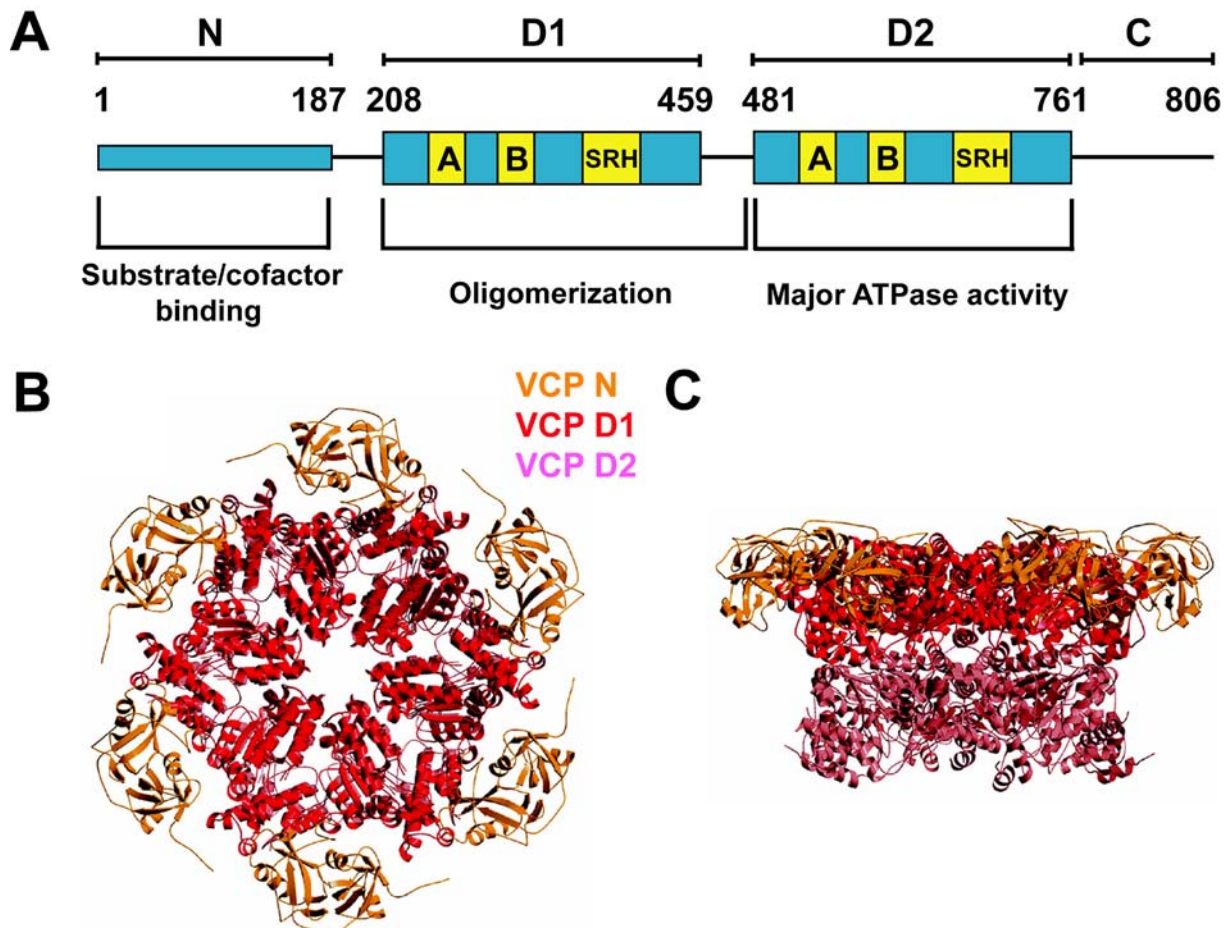 A
N D1 D2 C
1 187 208 459 481 761 806
A B SRH A B SRH
Substrate/cofactor
binding
Oligomerization
Major ATPase activity
B
VCP N
VCP D1
VCP D2
C